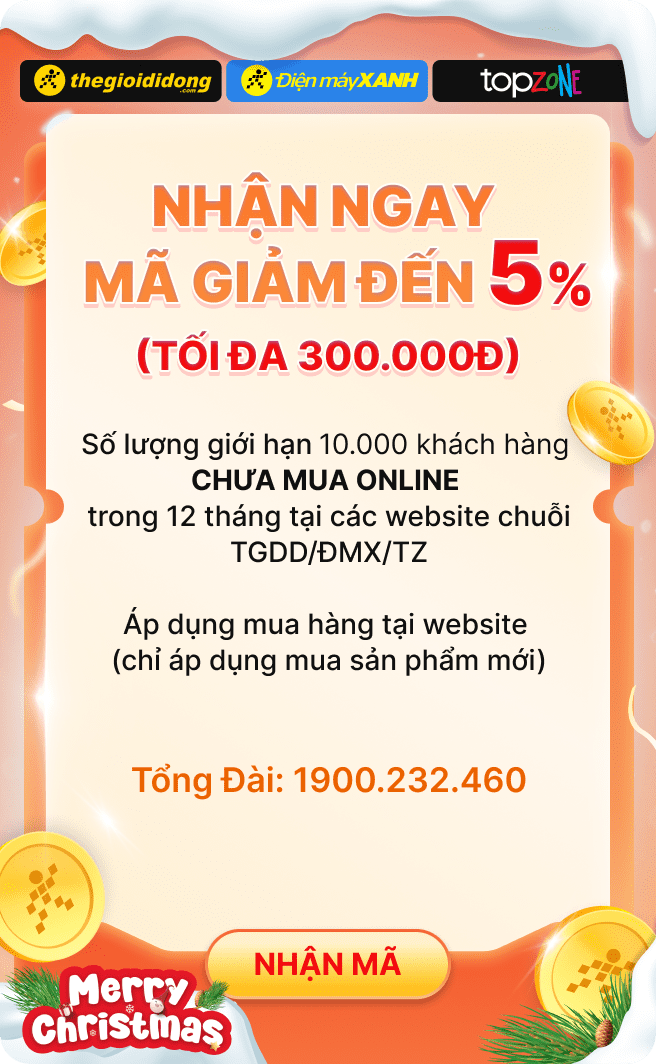 thegioididong
.com
Điện máyXANH
topzone
NHẬN NGAY
MÃ GIẢM ĐẾN 5%
(TỐI ĐA 300.000Đ)
Số lượng giới hạn 10.000 khách hàng
CHƯA MUA ONLINE
trong 12 tháng tại các website chuỗi
TGDD/ĐMX/TZ
Áp dụng mua hàng tại website
(chỉ áp dụng mua sản phẩm mới)
Tổng Đài: 1900.232.460
NHẬN MÃ
Merry
Christmas